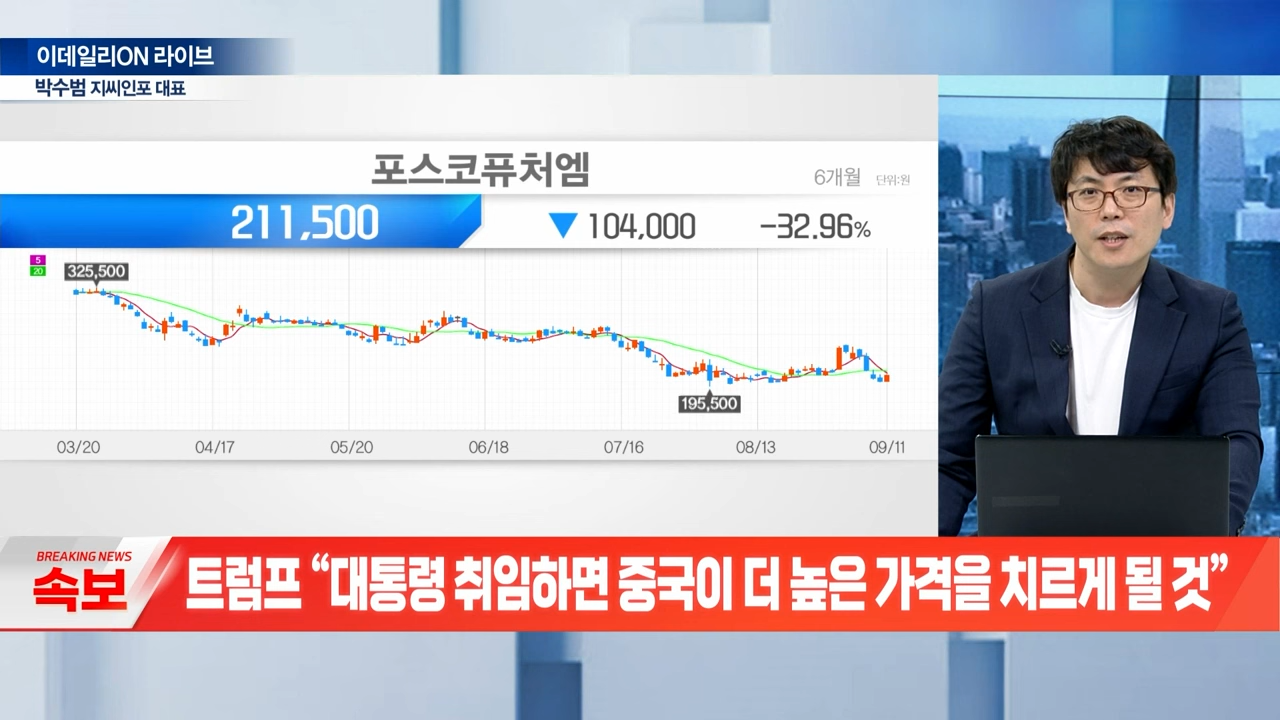 이데일리ON 라이브
박수범 지씨인포 대표
포스코퓨처엠
6개월 단위:원
211,500 ▼ 104,000 -32.96%
5
20
325,500
195,500
03/20 04/17 05/20 06/18 07/16 08/13 09/11
BREAKING NEWS
속보
트럼프 “대통령 취임하면 중국이 더 높은 가격을 치르게 될 것”